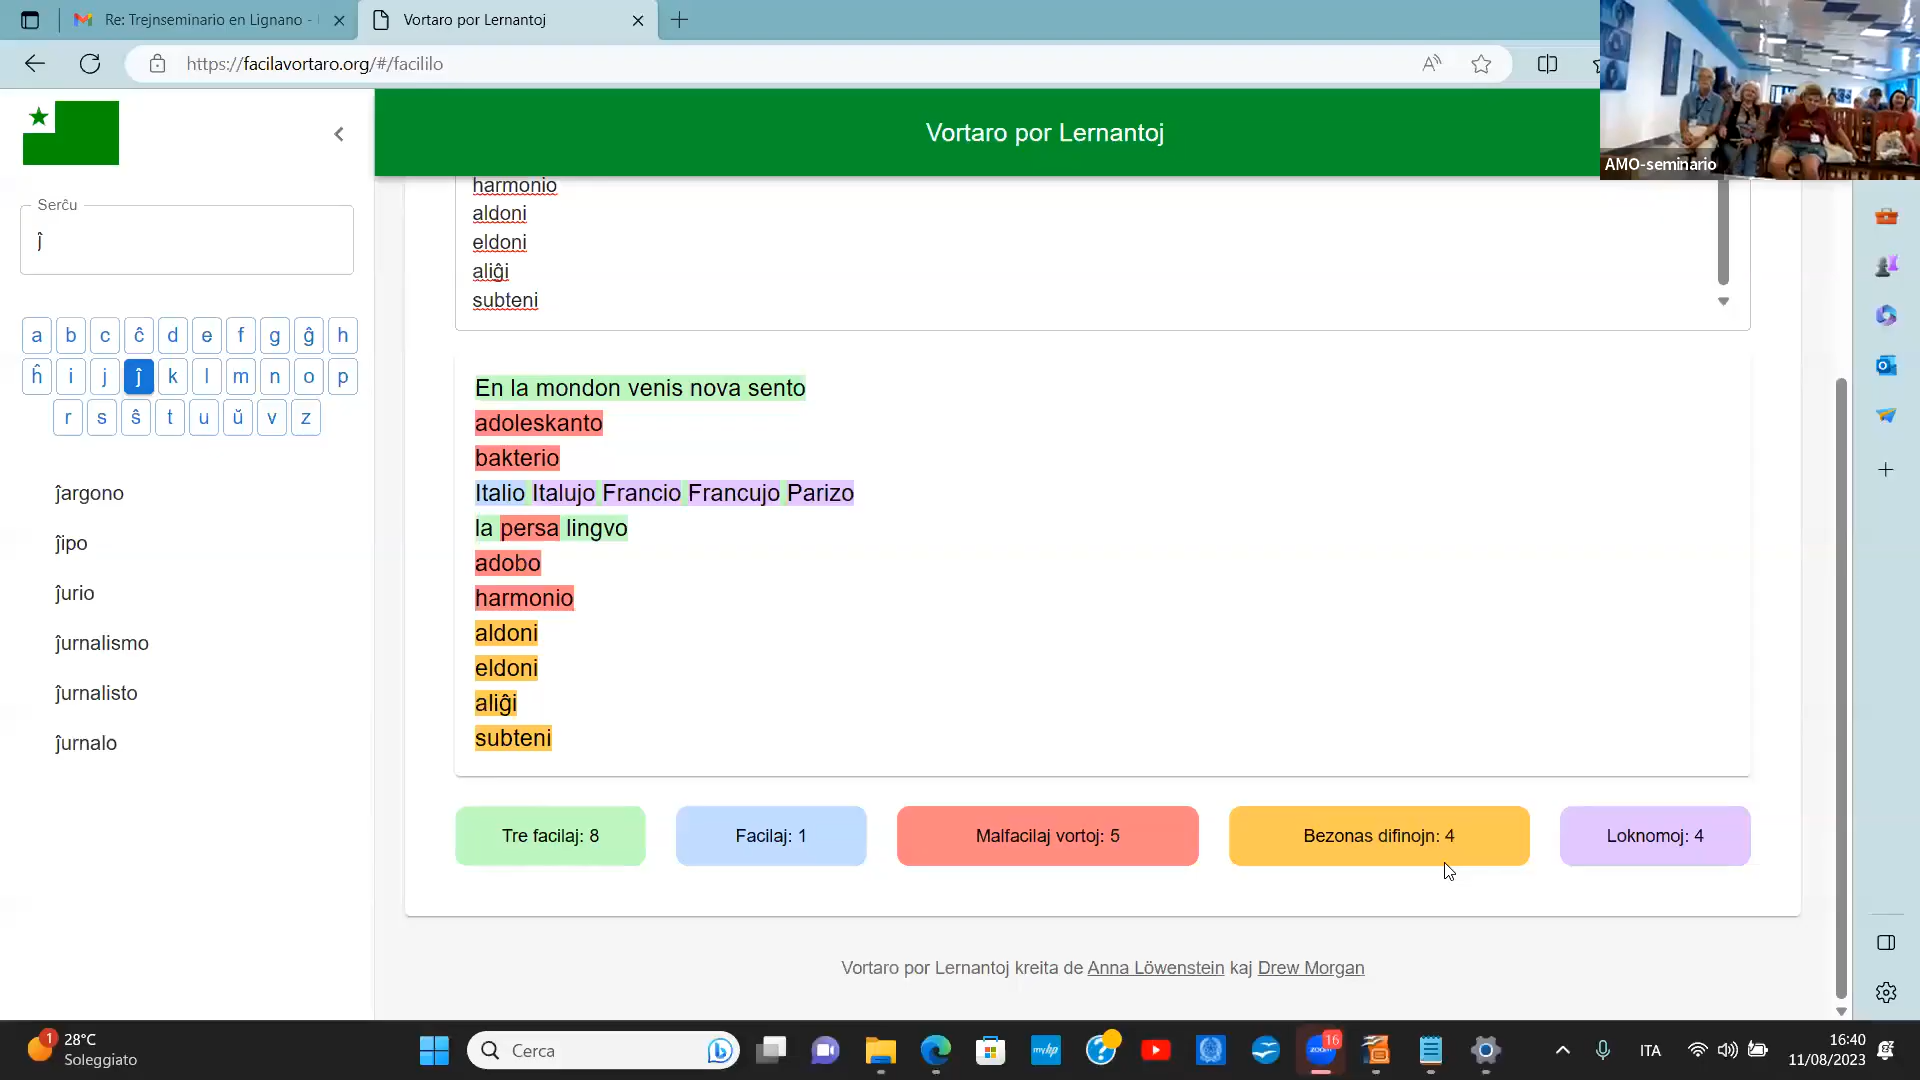 Re: Trejnseminario en Lignano -
Vortaro por Lernantoj
https://facilavortaro.org/#/facililo
AMO-seminario
Vortaro por Lernantoj
Serĉu
ĵ
a b c ĉ d e f g ĝ h
ĥ i j ĵ k l m n o p
r s ŝ t u ŭ v z
ĵargono
ĵipo
ĵurio
ĵurnalismo
ĵurnalisto
ĵurnalo
harmonio
aldoni
eldoni
aliĝi
subteni
En la mondon venis nova sento
adoleskanto
bakterio
Italio Italujo Francio Francujo Parizo
la persa lingvo
adobo
harmonio
aldoni
eldoni
aliĝi
subteni
Tre facilaj: 8
Facilaj: 1
Malfacilaj vortoj: 5
Bezonas difinojn: 4
Loknomoj: 4
Vortaro por Lernantoj kreita de Anna Löwenstein kaj Drew Morgan
1
28°C
Soleggiato
Cerca
myhp
zoom
16
ITA
16:40
11/08/2023